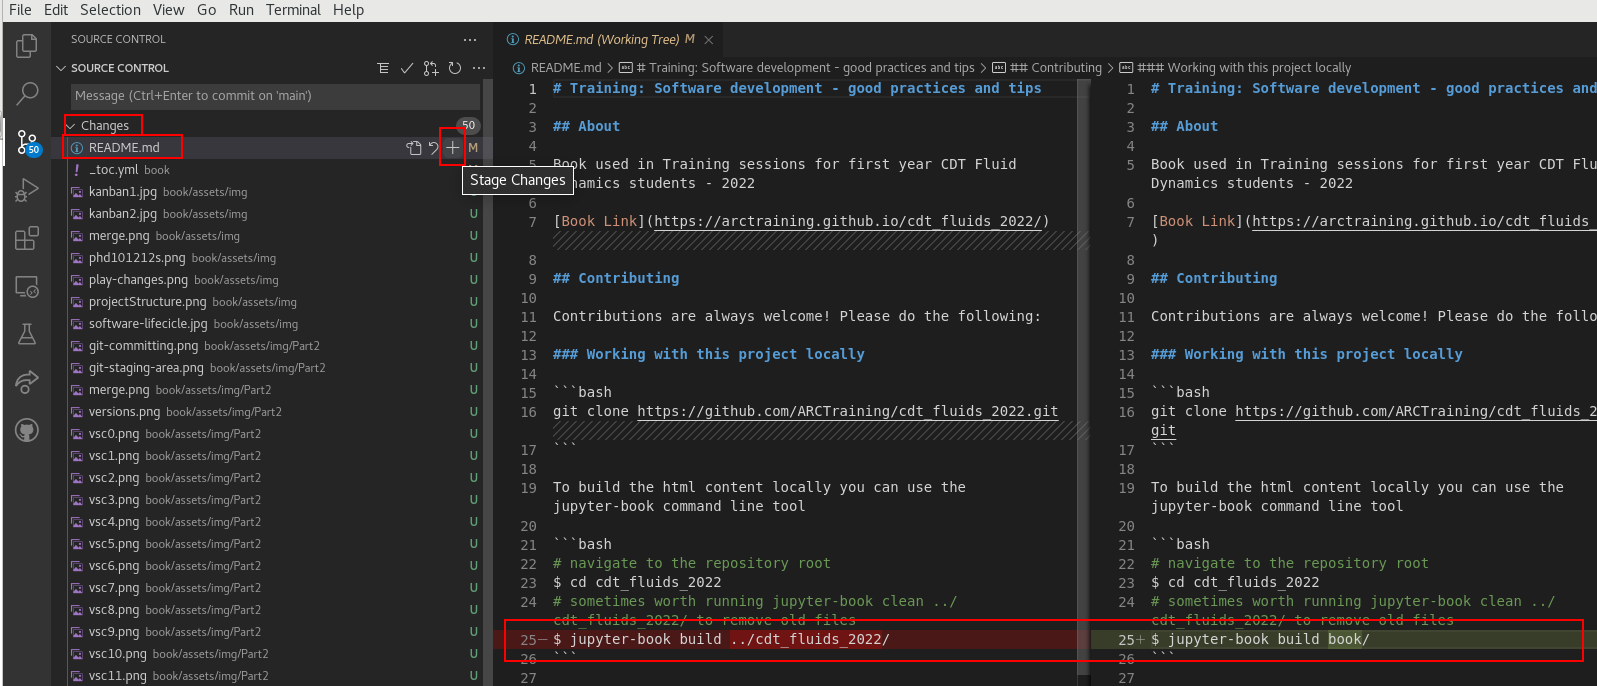 File Edit Selection View Go Run Terminal Help
SOURCE CONTROL ...
README.md (Working Tree) M
SOURCE CONTROL ...
README.md > # Training: Software development - good practices and tips > ## Contributing > ### Working with this project locally
Message (Ctrl+Enter to commit on 'main')
Changes 50
50
README.md M
Stage Changes
! _toc.yml book
kanban1.jpg book/assets/img
kanban2.jpg book/assets/img U
merge.png book/assets/img U
phd101212s.png book/assets/img U
play-changes.png book/assets/img U
projectStructure.png book/assets/img U
software-lifecicle.jpg book/assets/img U
git-committing.png book/assets/img/Part2 U
git-staging-area.png book/assets/img/Part2 U
merge.png book/assets/img/Part2 U
versions.png book/assets/img/Part2 U
vsc0.png book/assets/img/Part2 U
vsc1.png book/assets/img/Part2 U
vsc2.png book/assets/img/Part2 U
vsc3.png book/assets/img/Part2 U
vsc4.png book/assets/img/Part2 U
vsc5.png book/assets/img/Part2 U
vsc6.png book/assets/img/Part2 U
vsc7.png book/assets/img/Part2 U
vsc8.png book/assets/img/Part2 U
vsc9.png book/assets/img/Part2 U
vsc10.png book/assets/img/Part2 U
vsc11.png book/assets/img/Part2 U
1 # Training: Software development - good practices and tips
2
3 ## About
4
5 Book used in Training sessions for first year CDT Fluid
namics students - 2022
6
7 [Book Link](https://arctraining.github.io/cdt_fluids_2022/)
8
9 ## Contributing
10
11 Contributions are always welcome! Please do the following:
12
13 ### Working with this project locally
14
15 ```bash
16 git clone https://github.com/ARCTraining/cdt_fluids_2022.git
17 ```
18
19 To build the html content locally you can use the
jupyter-book command line tool
20
21 ```bash
22 # navigate to the repository root
23 $ cd cdt_fluids_2022
24 # sometimes worth running jupyter-book clean ../
cdt_fluids_2022/ to remove old files
25- $ jupyter-book build ../cdt_fluids_2022/
26 ```
27
1 # Training: Software development - good practices and
2
3 ## About
4
5 Book used in Training sessions for first year CDT Flu
Dynamics students - 2022
6
7 [Book Link](https://arctraining.github.io/cdt_fluids_
)
8
9 ## Contributing
10
11 Contributions are always welcome! Please do the follo
12
13 ### Working with this project locally
14
15 ```bash
16 git clone https://github.com/ARCTraining/cdt_fluids_2
git
17 ```
18
19 To build the html content locally you can use the
jupyter-book command line tool
20
21 ```bash
22 # navigate to the repository root
23 $ cd cdt_fluids_2022
24 # sometimes worth running jupyter-book clean ../
cdt_fluids_2022/ to remove old files
25+ $ jupyter-book build book/
26 ```
27